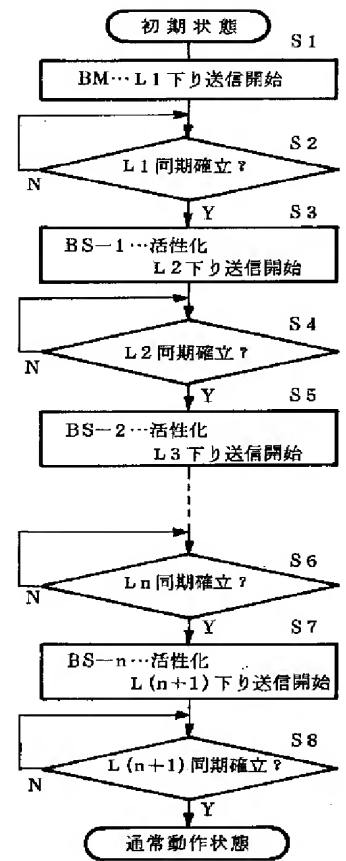 初期状態
S1
BM…L1下り送信開始
S2
L1同期確立?
N
Y
S3
BS-1…活性化
L2下り送信開始
S4
L2同期確立?
N
Y
S5
BS-2…活性化
L3下り送信開始
S6
Ln同期確立?
N
Y
S7
BS-n…活性化
L(n+1)下り送信開始
S8
L(n+1)同期確立?
N
Y
通常動作状態